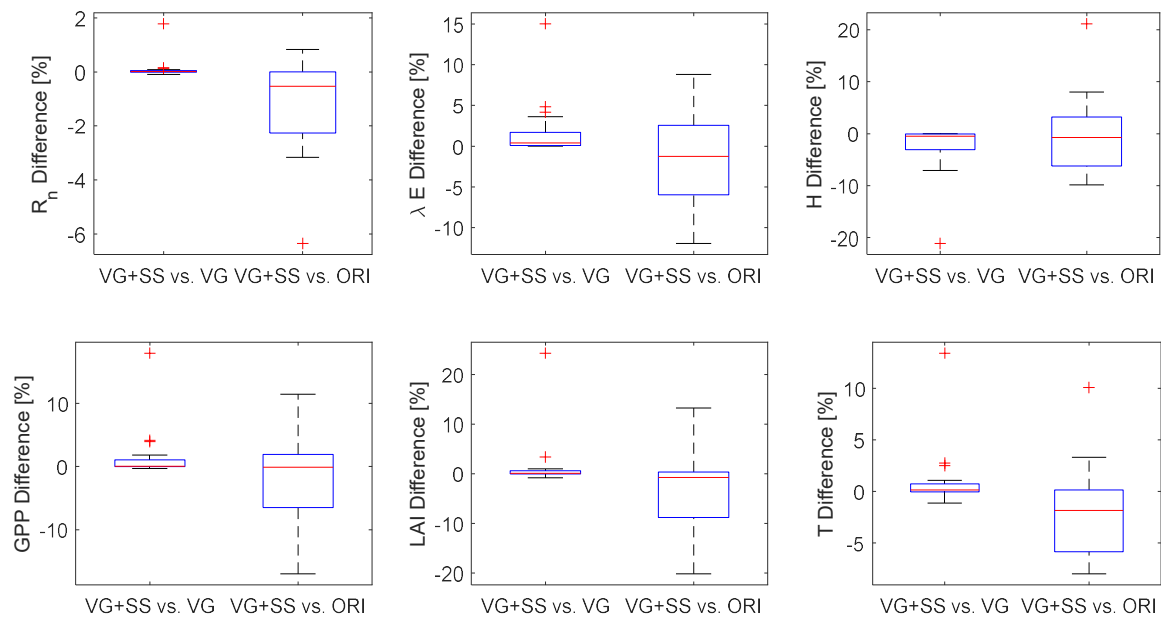 2
0
-2
-4
-6
R_n Difference [%]
VG+SS vs. VG VG+SS vs. ORI
15
10
5
0
-5
-10
λ E Difference [%]
VG+SS vs. VG VG+SS vs. ORI
20
10
0
-10
-20
H Difference [%]
VG+SS vs. VG VG+SS vs. ORI
10
0
-10
GPP Difference [%]
VG+SS vs. VG VG+SS vs. ORI
20
10
0
-10
-20
LAI Difference [%]
VG+SS vs. VG VG+SS vs. ORI
10
5
0
-5
T Difference [%]
VG+SS vs. VG VG+SS vs. ORI